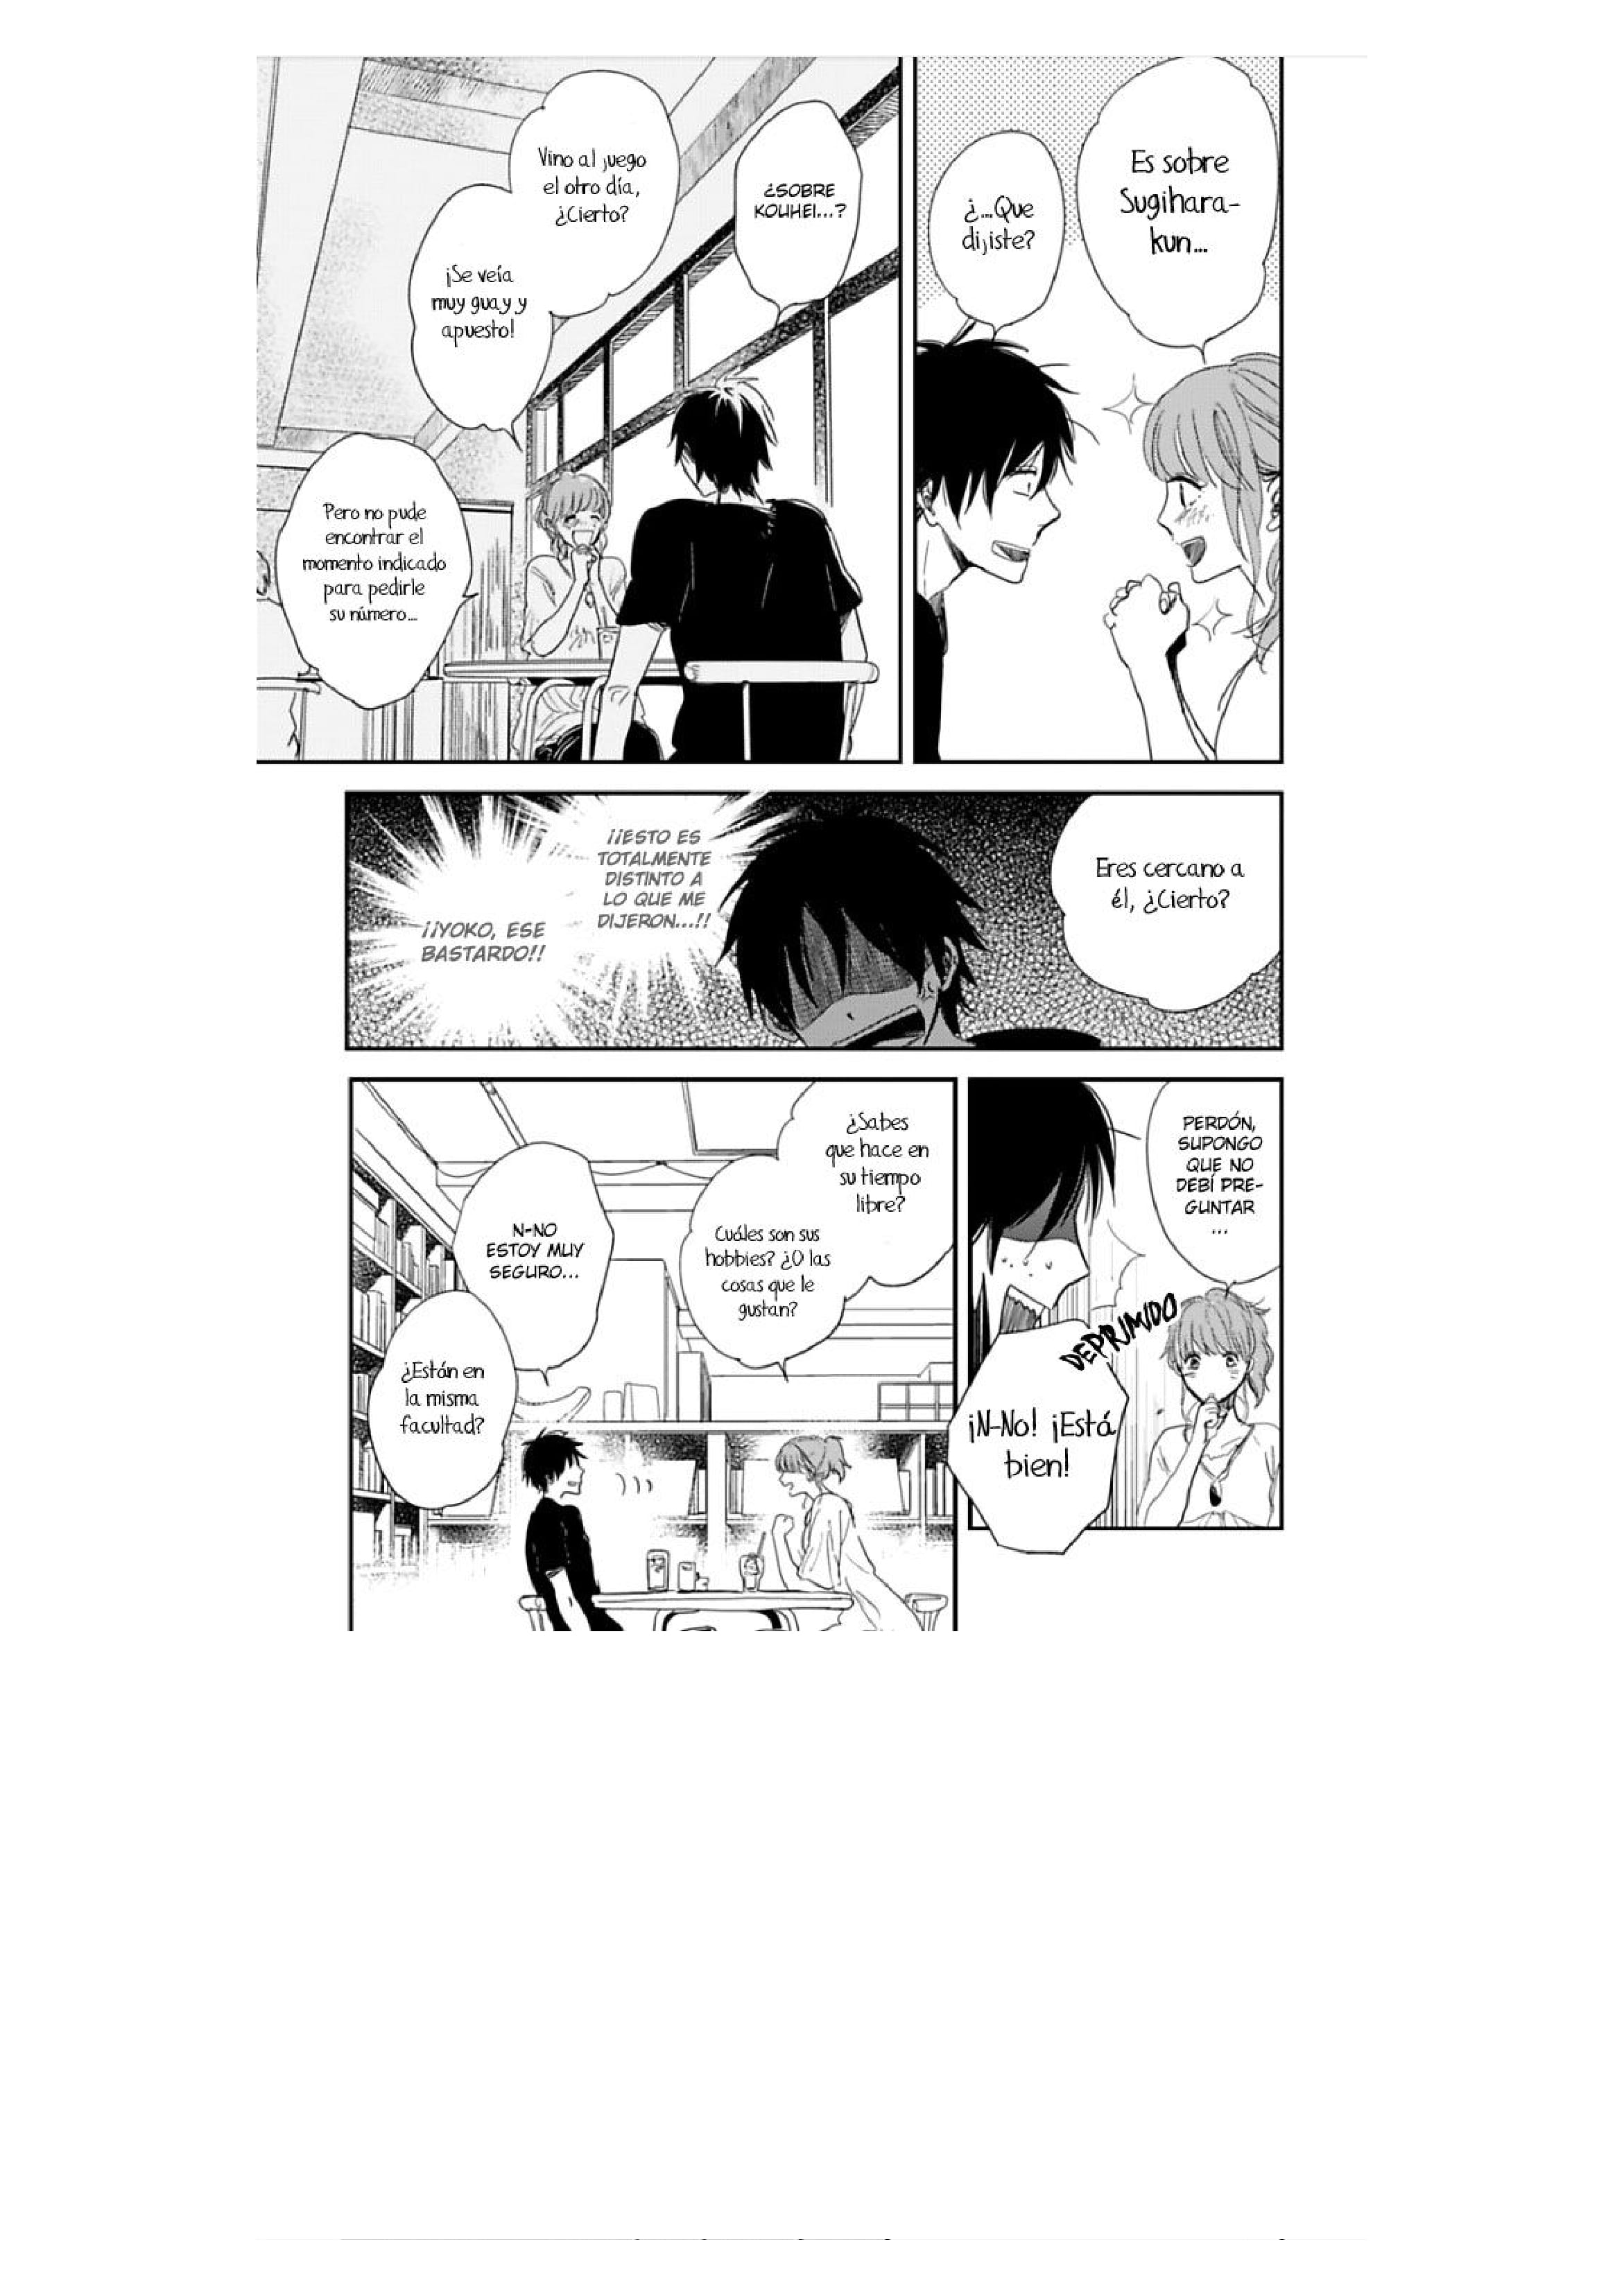 Es sobre
Sugihara-
kun...
¿...Que
dijiste?
¿SOBRE
KOUHEI...?
Vino al juego
el otro día,
¿Cierto?
¡Se veía
muy guay y
apuesto!
Pero no pude
encontrar el
momento indicado
para pedirle
su número...
Eres cercano a
él, ¿Cierto?
¡¡ESTO ES
TOTALMENTE
DISTINTO A
LO QUE ME
DIJERON...!!
¡¡YOKO, ESE
BASTARDO!!
PERDÓN,
SUPONGO
QUE NO
DEBÍ PRE-
GUNTAR
...
DEPRIMIDO
¡N-No! ¡Está
bien!
¿Sabes
que hace en
su tiempo
libre?
Cuáles son sus
hobbies? ¿O las
cosas que le
gustan?
N-NO
ESTOY MUY
SEGURO...
¿Están en
la misma
facultad?